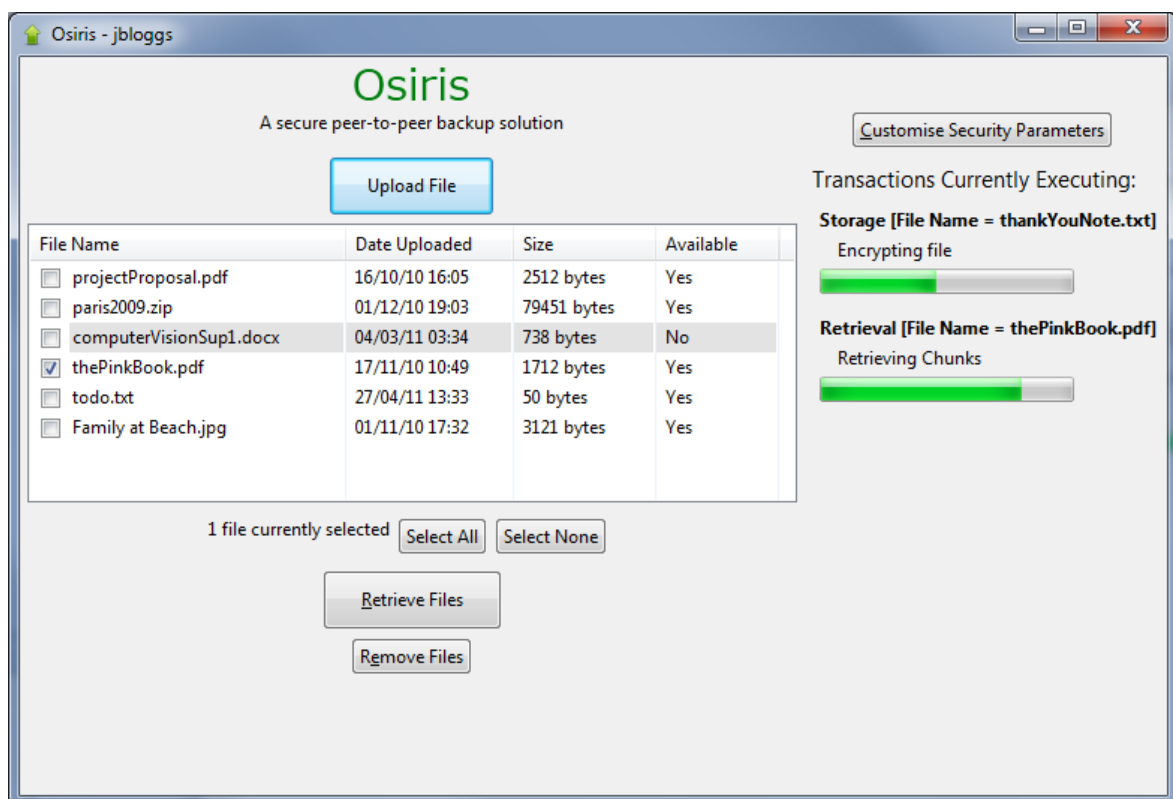 Osiris - jbloggs
Osiris
A secure peer-to-peer backup solution
Upload File
File Name Date Uploaded Size Available
projectProposal.pdf 16/10/10 16:05 2512 bytes Yes
paris2009.zip 01/12/10 19:03 79451 bytes Yes
computerVisionSup1.docx 04/03/11 03:34 738 bytes No
thePinkBook.pdf 17/11/10 10:49 1712 bytes Yes
todo.txt 27/04/11 13:33 50 bytes Yes
Family at Beach.jpg 01/11/10 17:32 3121 bytes Yes
1 file currently selected Select All Select None
Retrieve Files
Remove Files
Customise Security Parameters
Transactions Currently Executing:
Storage [File Name = thankYouNote.txt]
Encrypting file
Retrieval [File Name = thePinkBook.pdf]
Retrieving Chunks